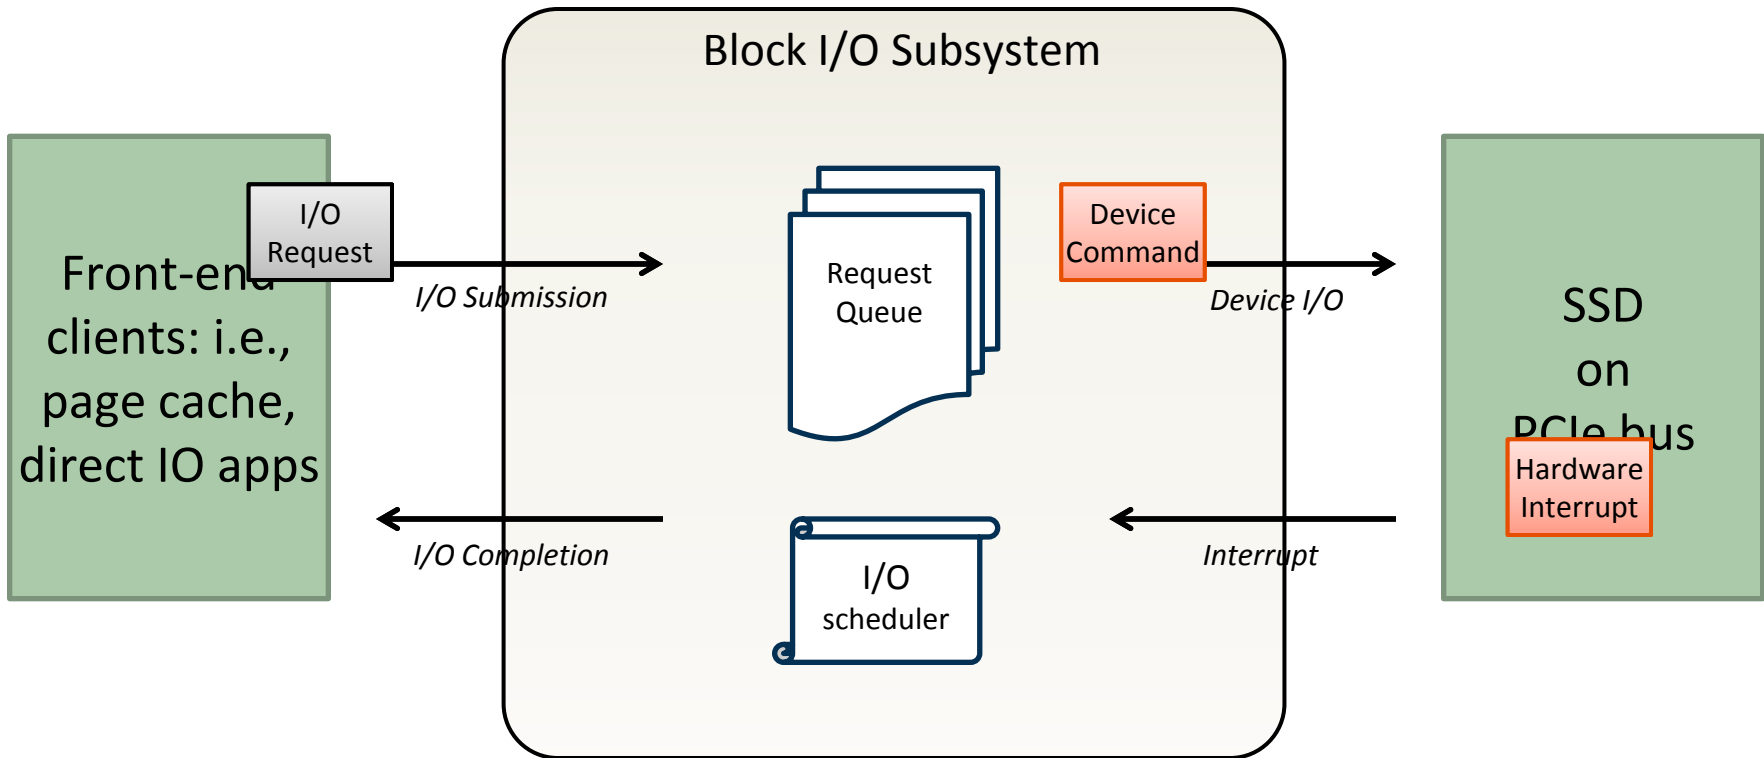 Block I/O Subsystem
I/O
Request
Front-end
clients: i.e.,
page cache,
direct IO apps
I/O Submission
I/O Completion
Request
Queue
I/O
scheduler
Device
Command
Device I/O
Interrupt
SSD
on
PCIe bus
Hardware
Interrupt